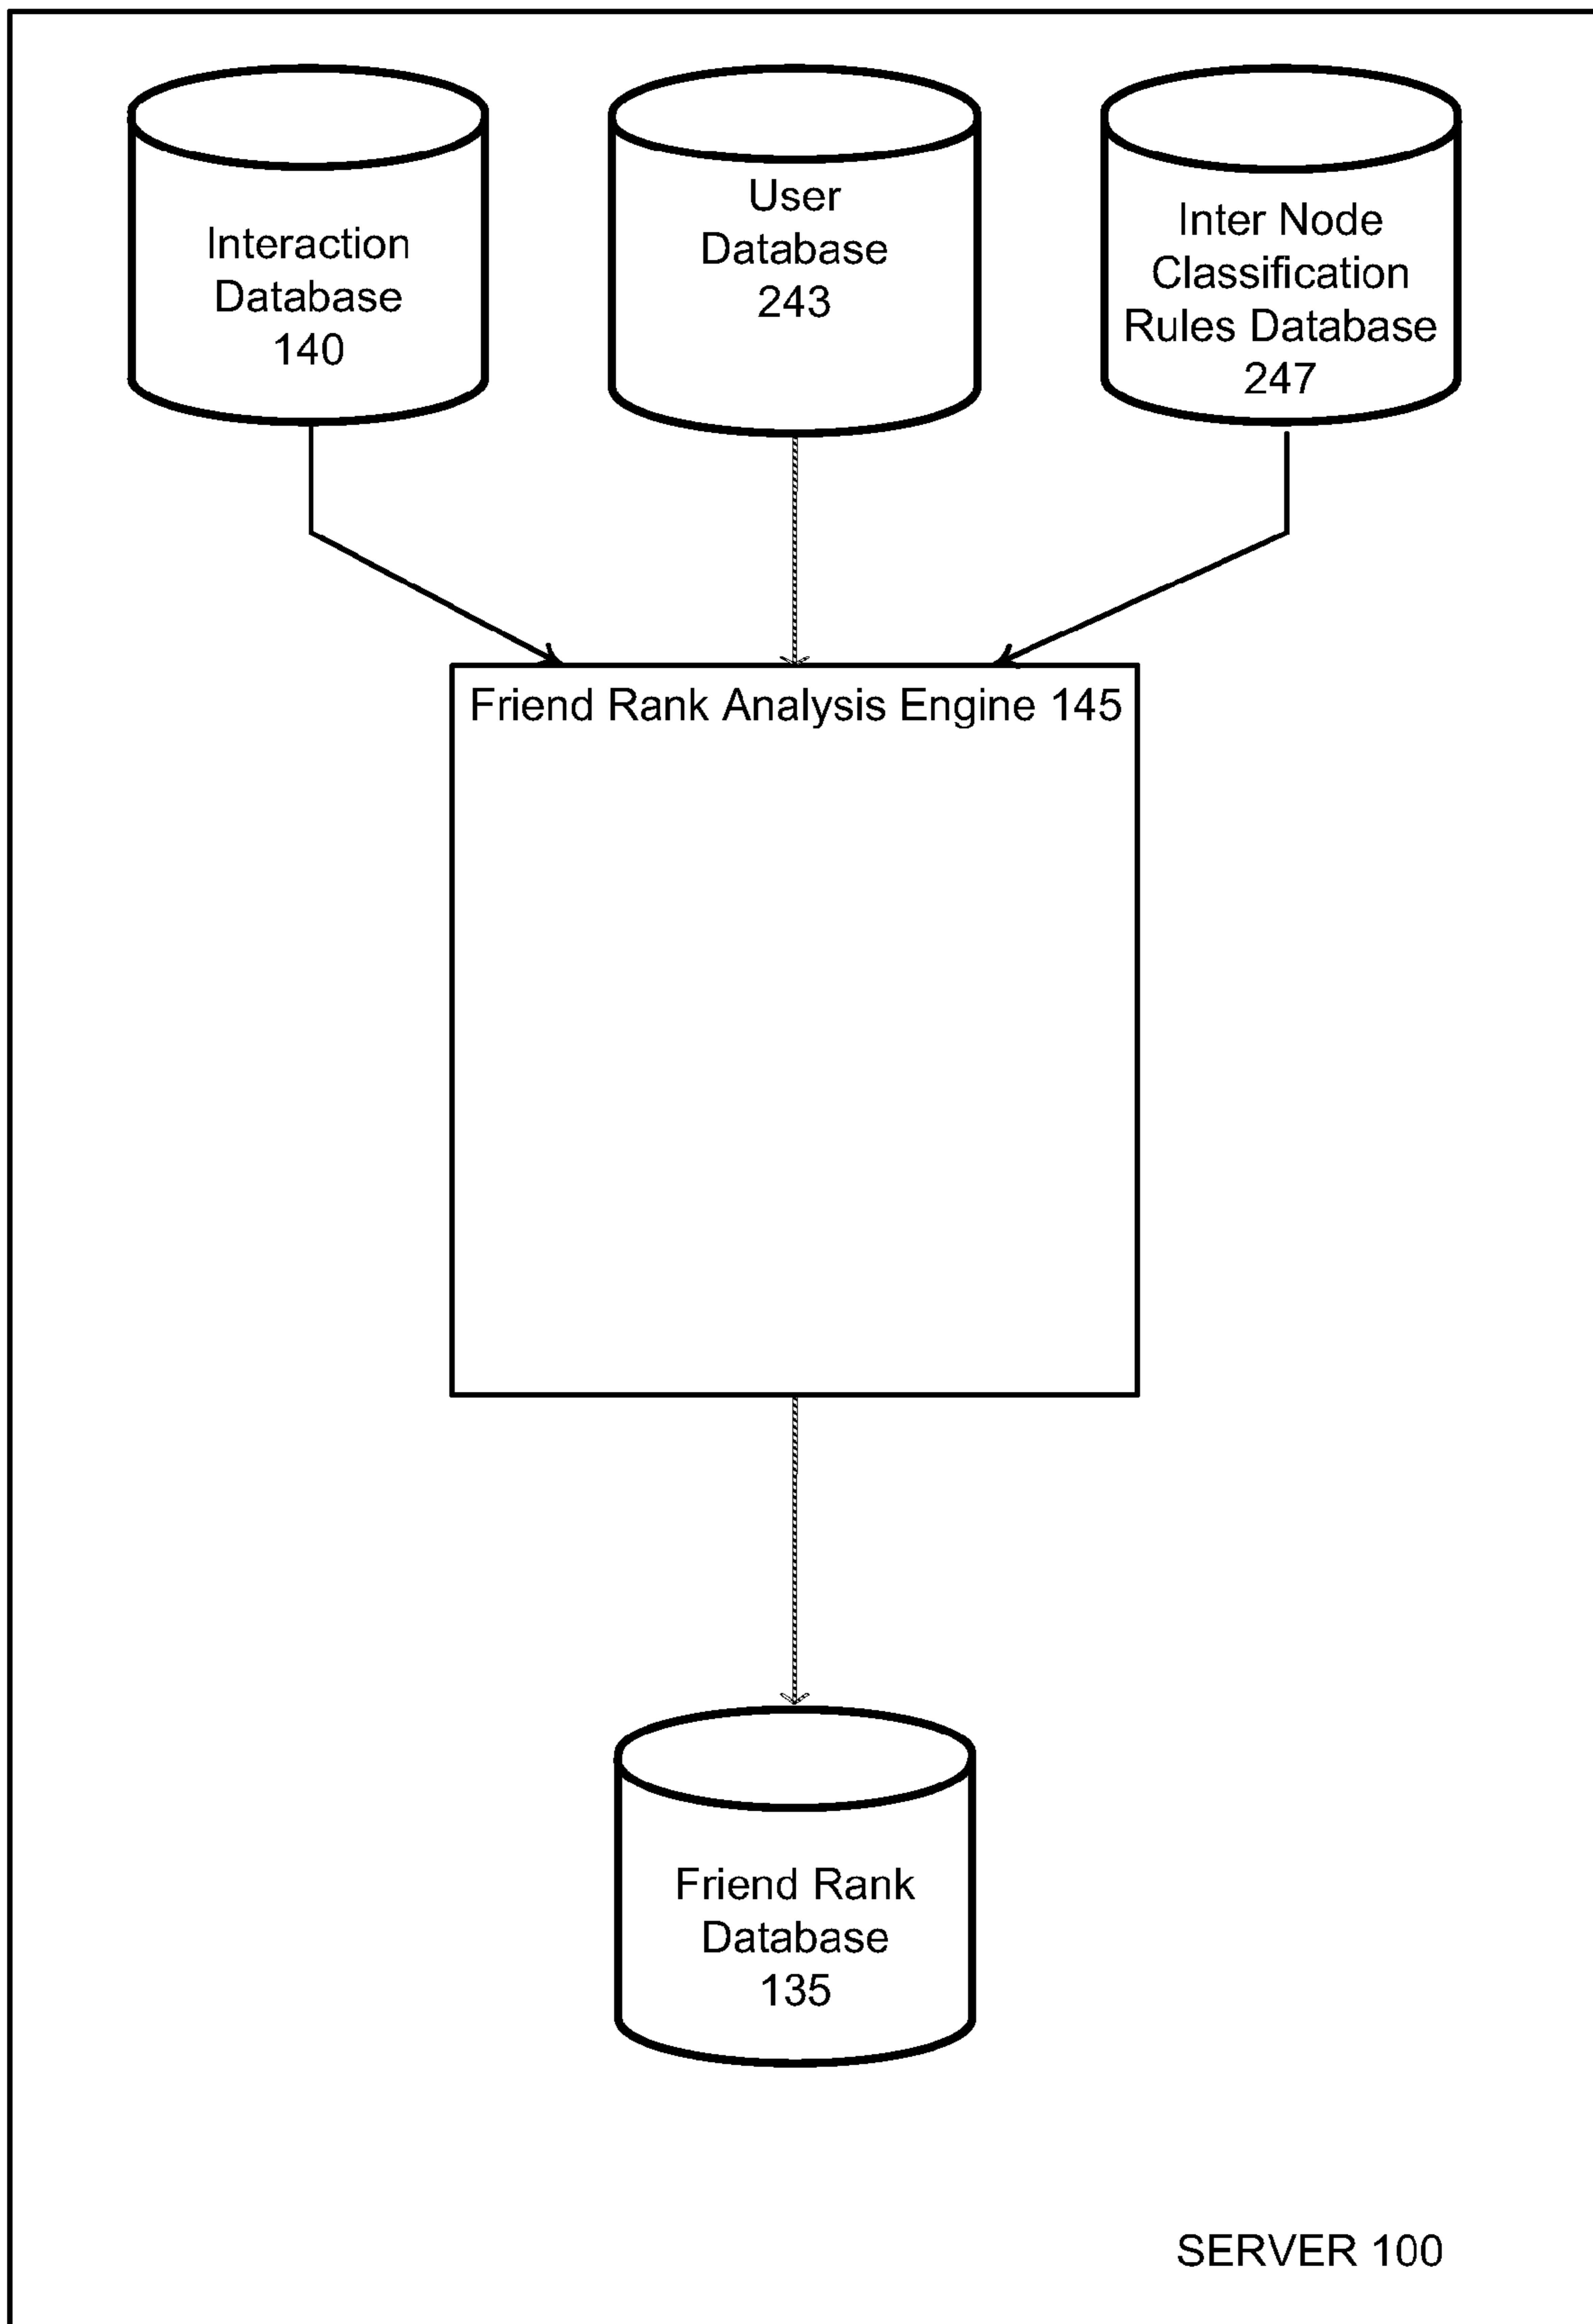 Interaction
Database
140
User
Database
243
Inter Node
Classification
Rules Database
247
Friend Rank Analysis Engine 145
Friend Rank
Database
135
SERVER 100